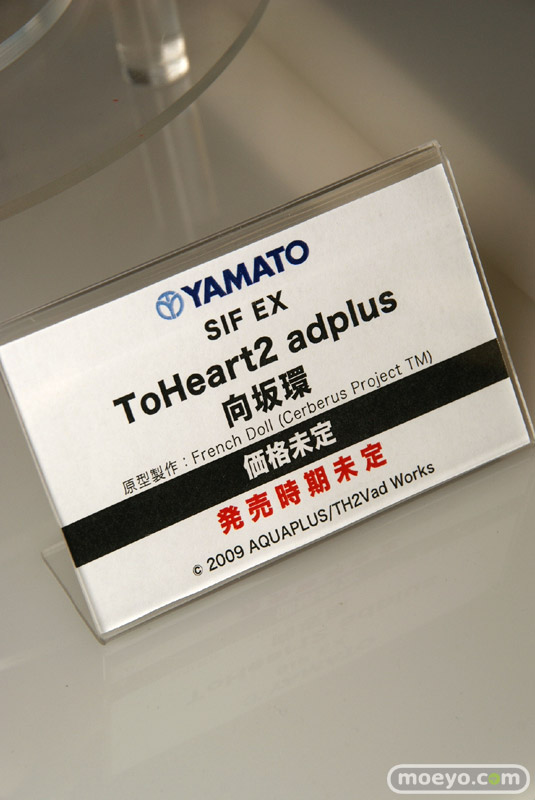 YAMATO
SIF EX
ToHeart2 adplus
向坂環
原型製作：French Doll (Cerberus Project TM)
価格未定
発売時期未定
© 2009 AQUAPLUS/TH2Vad Works
moeyo.com